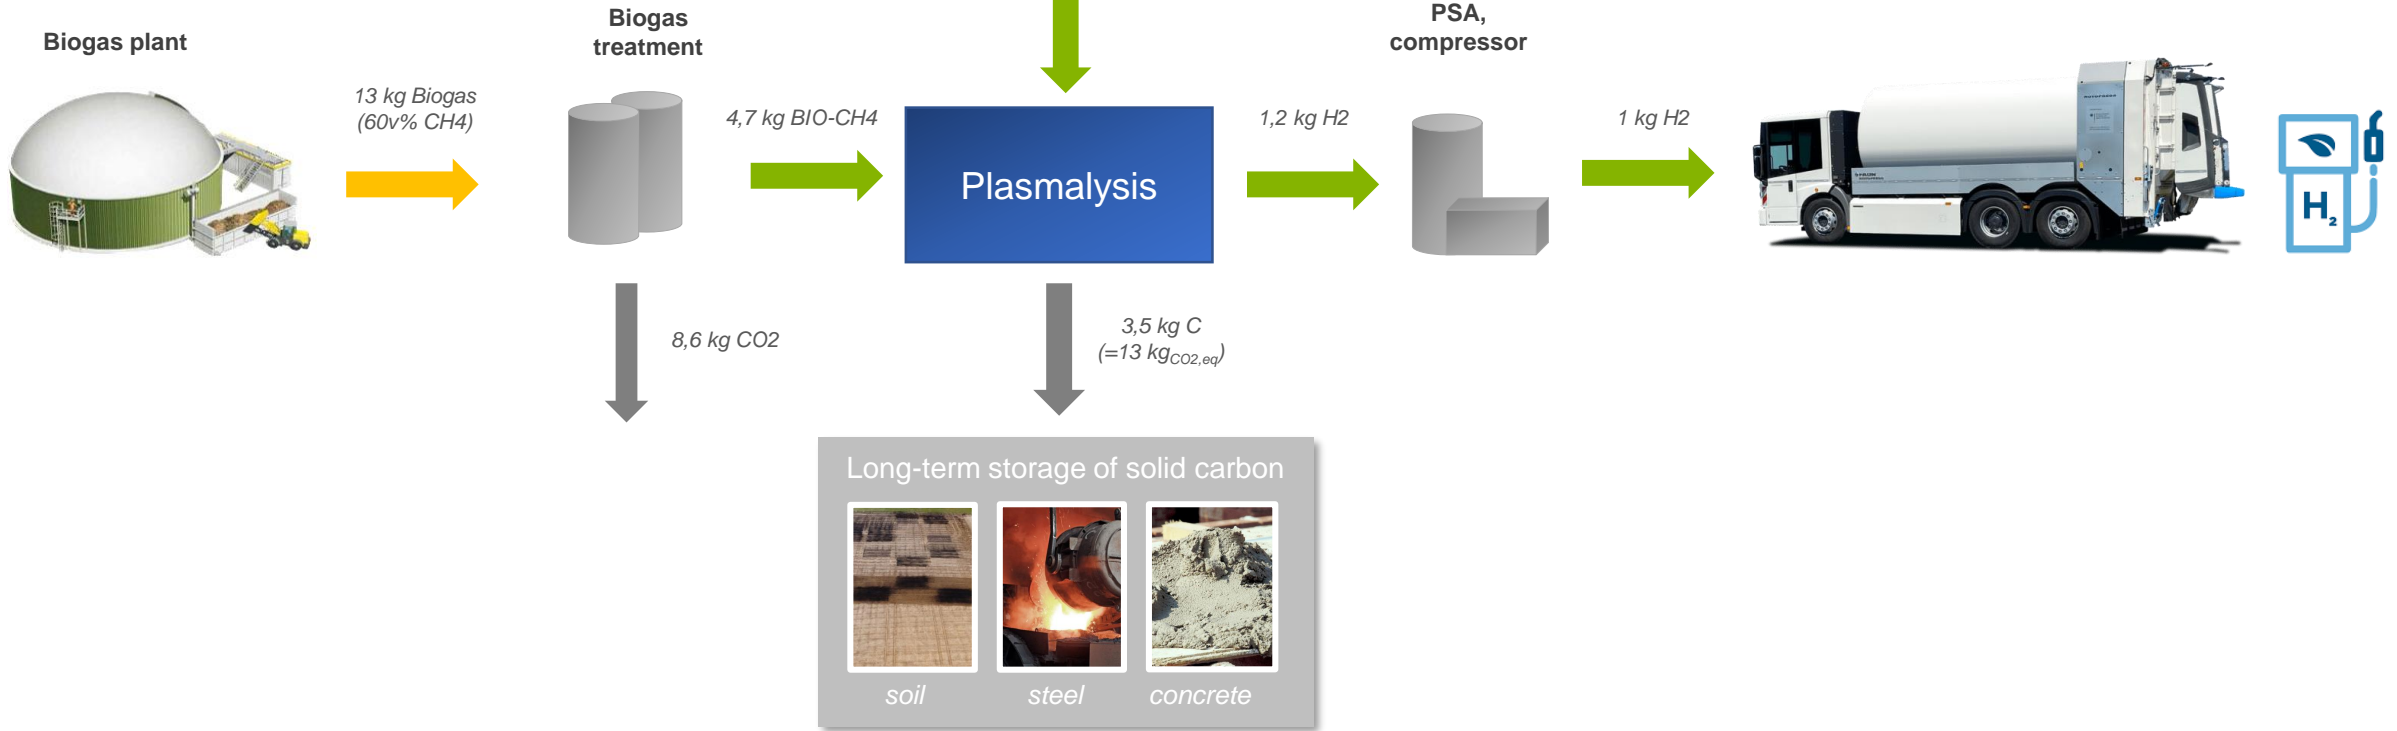 Biogas plant
Biogas
treatment
PSA,
compressor
13 kg Biogas
(60v% CH4)
4,7 kg BIO-CH4
Plasmalysis
1,2 kg H2
1 kg H2
H2
8,6 kg CO2
3,5 kg C
(=13 kgCO2,eq)
Long-term storage of solid carbon
soil
steel
concrete